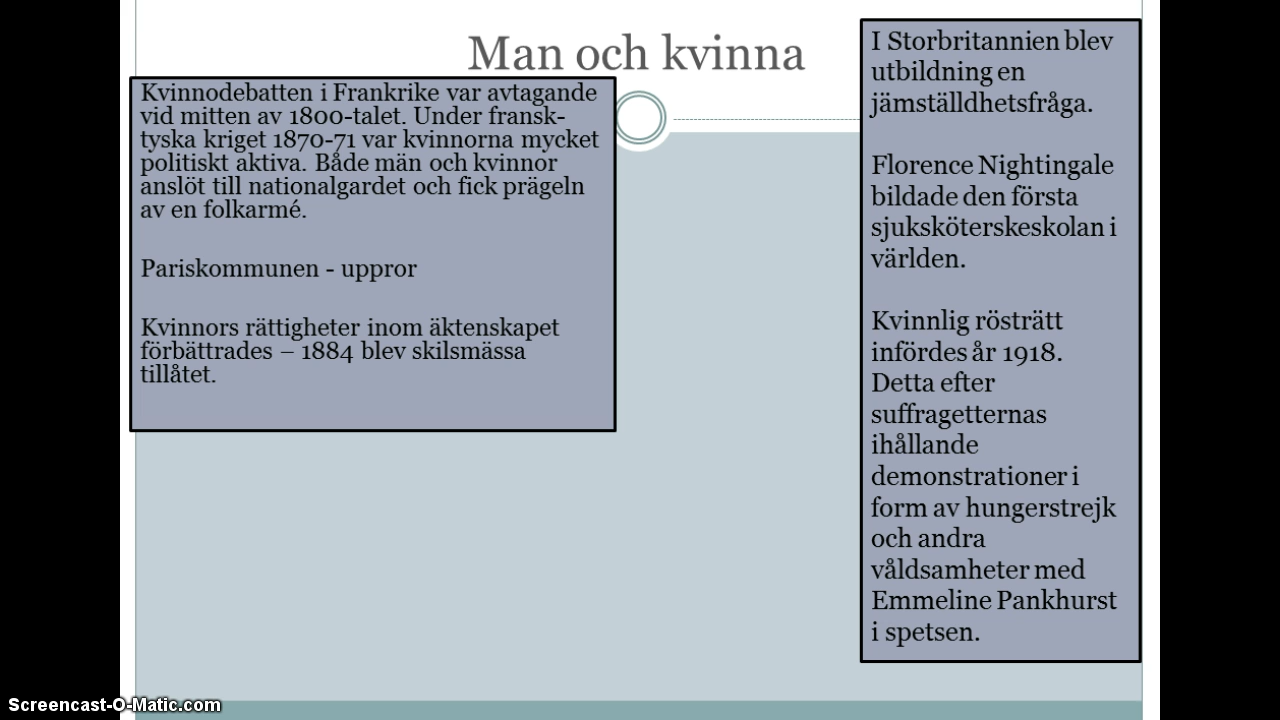 Man och kvinna
Kvinnodebatten i Frankrike var avtagande
vid mitten av 1800-talet. Under fransk-
tyska kriget 1870-71 var kvinnorna mycket
politiskt aktiva. Både män och kvinnor
anslöt till nationalgardet och fick prägeln
av en folkarmé.
Pariskommunen - uppror
Kvinnors rättigheter inom äktenskapet
förbättrades – 1884 blev skilsmässa
tillåtet.
I Storbritannien blev
utbildning en
jämställdhetsfråga.
Florence Nightingale
bildade den första
sjuksköterskeskolan i
världen.
Kvinnlig rösträtt
infördes år 1918.
Detta efter
suffragetternas
ihållande
demonstrationer i
form av hungerstrejk
och andra
våldsamheter med
Emmeline Pankhurst
i spetsen.
Screencast-O-Matic.com